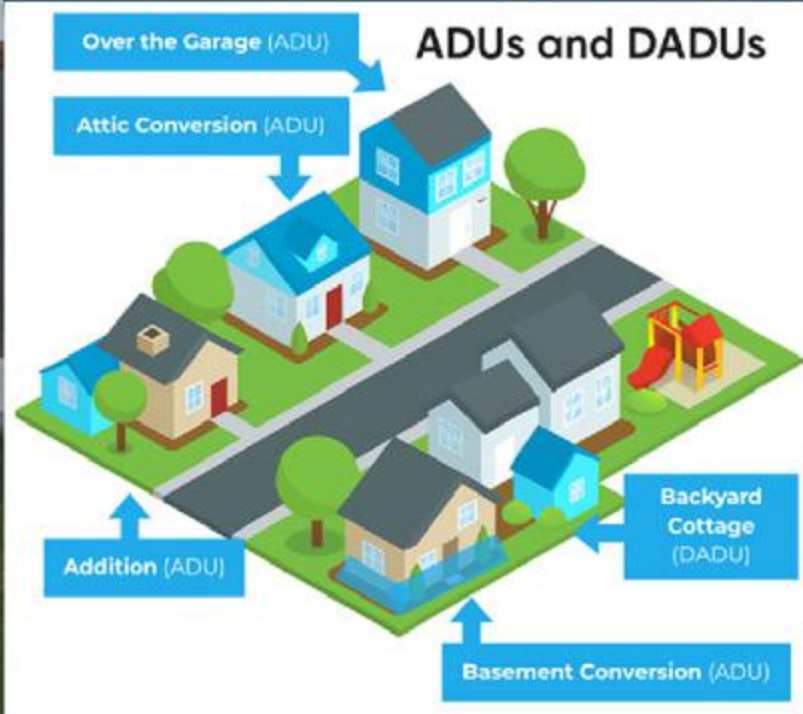 ADUs and DADUs
Over the Garage (ADU)
Attic Conversion (ADU)
Addition (ADU)
Backyard
Cottage
(DADU)
Basement Conversion (ADU)